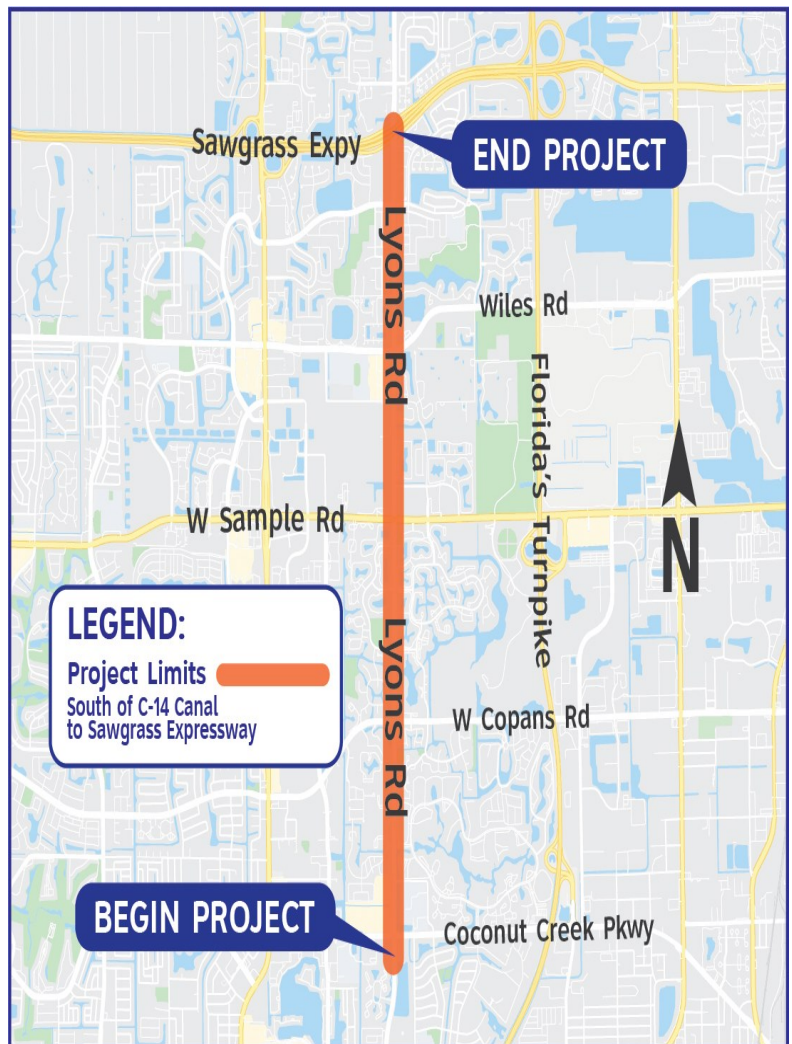 Sawgrass Expy
END PROJECT
Lyons Rd
Wiles Rd
Florida's Turnpike
W Sample Rd
N
LEGEND:
Project Limits
South of C-14 Canal
to Sawgrass Expressway
Lyons Rd
W Copans Rd
BEGIN PROJECT
Coconut Creek Pkwy